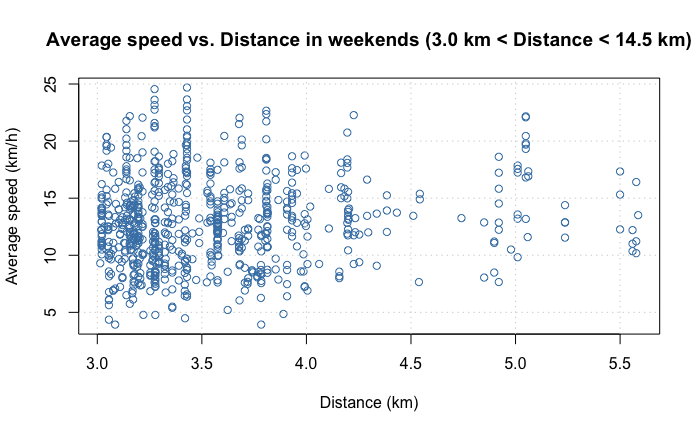 Average speed vs. Distance in weekends (3.0 km < Distance < 14.5 km)
25
20
15
10
5
Average speed (km/h)
3.0 3.5 4.0 4.5 5.0 5.5
Distance (km)